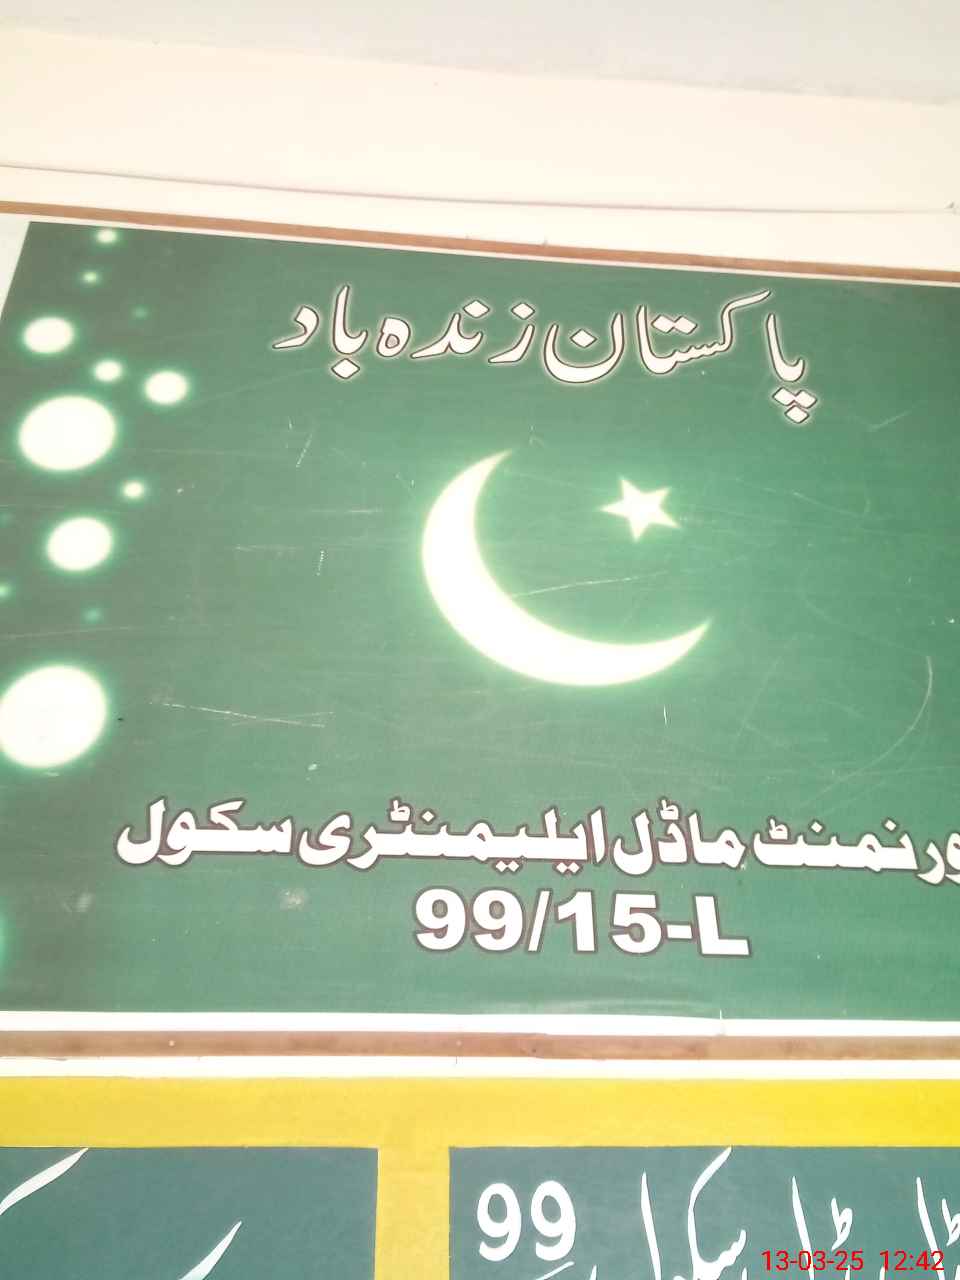 پاکستان زندہ باد
ورنمنٹ ماڈل ایلیمنٹری سکول
99/15-L
99
13-03-25 12:42